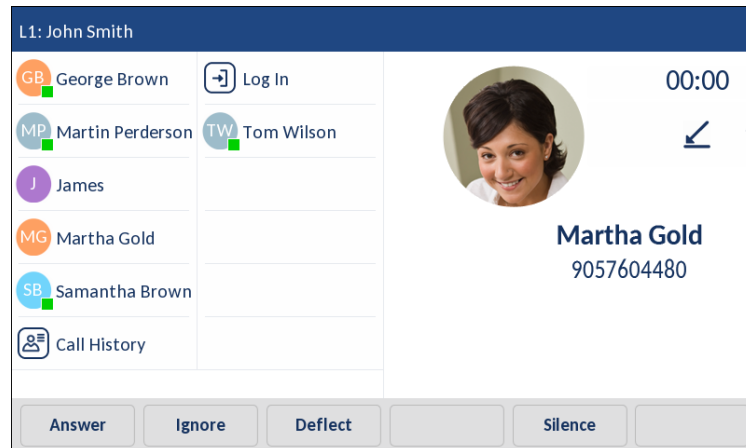 L1: John Smith
GB George Brown
Log In
MP Martin Perderson
TW Tom Wilson
J James
MG Martha Gold
SB Samantha Brown
Call History
00:00
Martha Gold
9057604480
Answer Ignore Deflect Silence